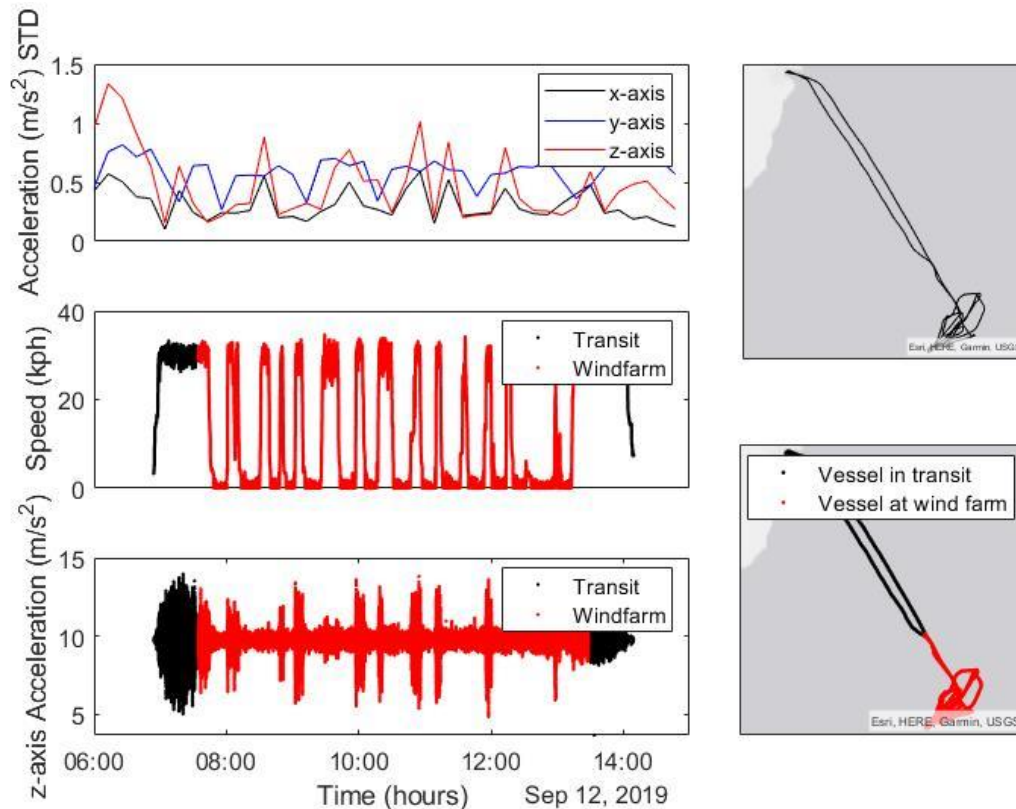 Acceleration (m/s²) STD
1.5
1
0.5
0
x-axis
y-axis
z-axis
Speed (kph)
40
20
0
Transit
Windfarm
z-axis Acceleration (m/s²)
15
10
5
Transit
Windfarm
06:00 08:00 10:00 12:00 14:00
Time (hours) Sep 12, 2019
Esri, HERE, Garmin, USGS
Vessel in transit
Vessel at wind farm
Esri, HERE, Garmin, USGS